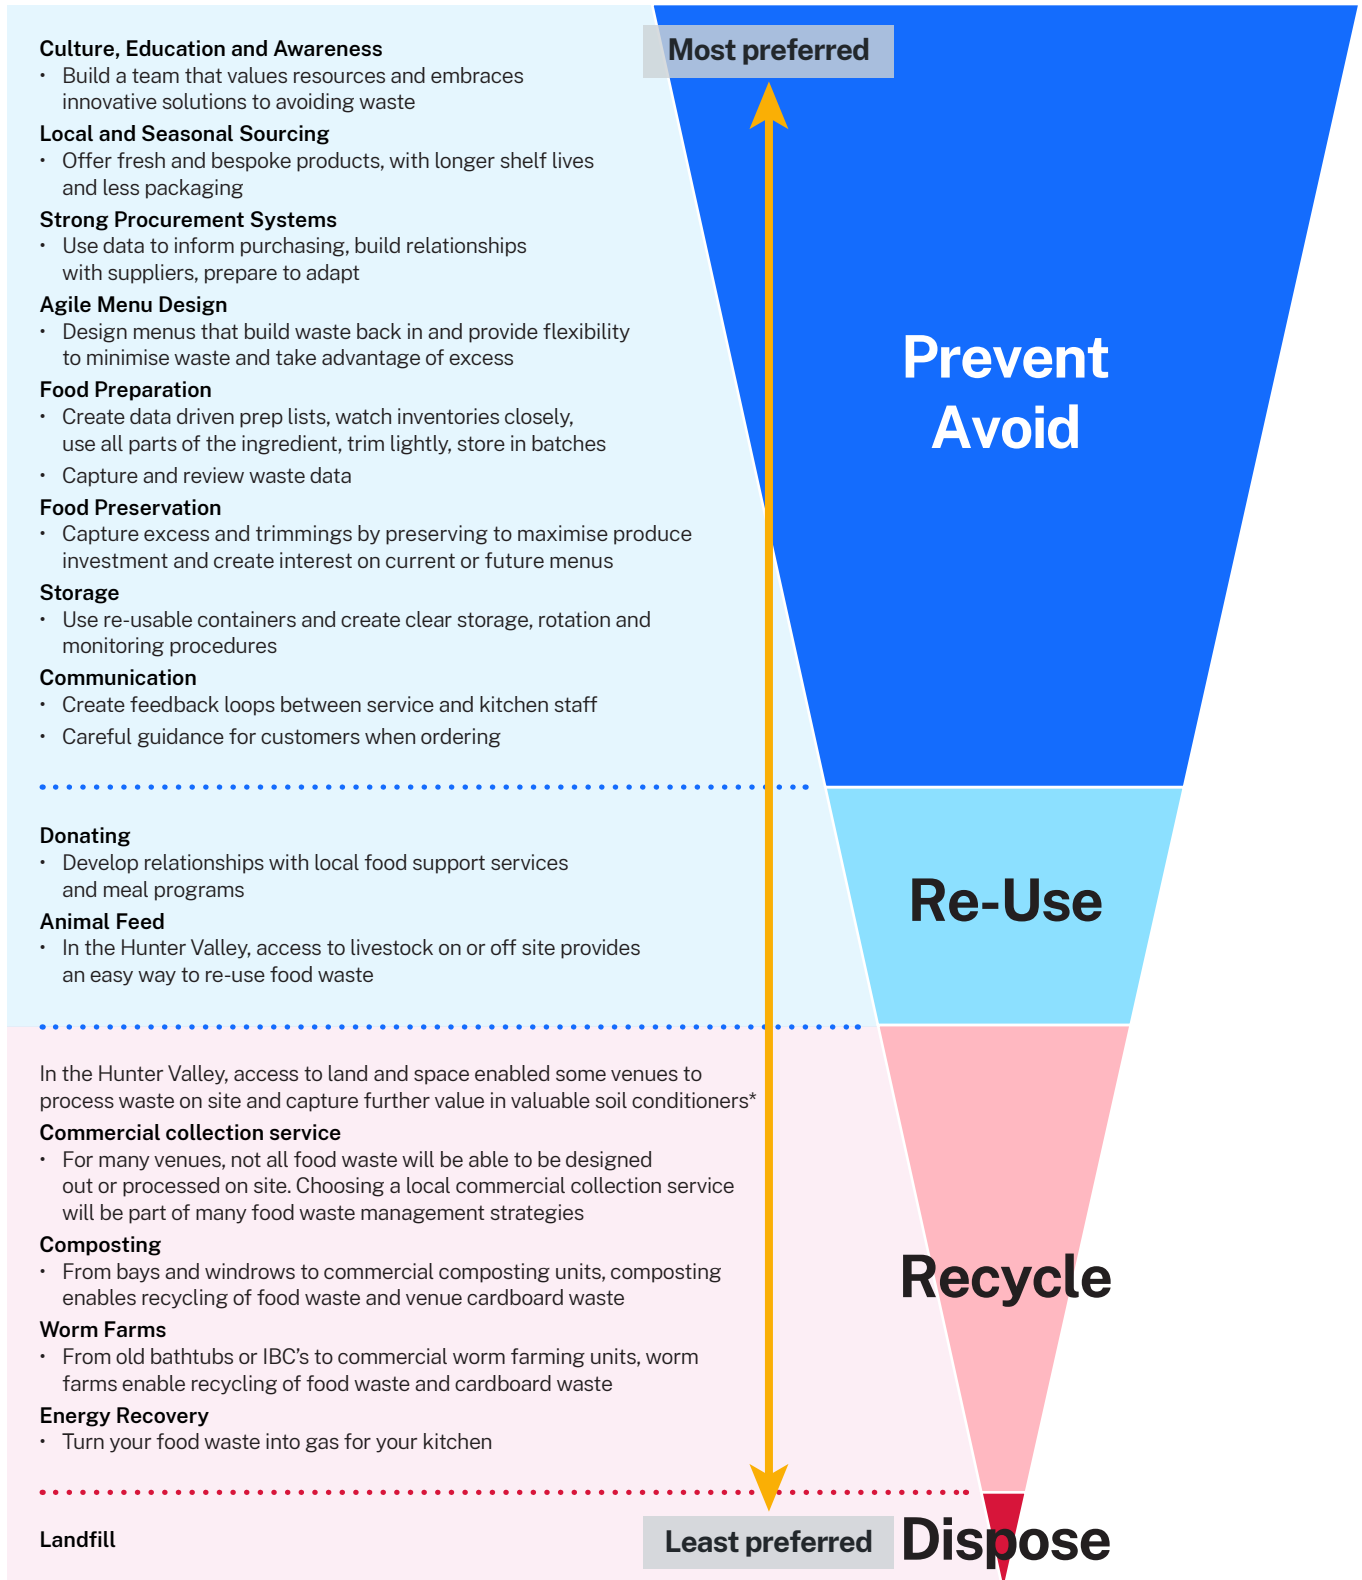 Culture, Education and Awareness
• Build a team that values resources and embraces
innovative solutions to avoiding waste
Local and Seasonal Sourcing
• Offer fresh and bespoke products, with longer shelf lives
and less packaging
Strong Procurement Systems
• Use data to inform purchasing, build relationships
with suppliers, prepare to adapt
Agile Menu Design
• Design menus that build waste back in and provide flexibility
to minimise waste and take advantage of excess
Food Preparation
• Create data driven prep lists, watch inventories closely,
use all parts of the ingredient, trim lightly, store in batches
• Capture and review waste data
Food Preservation
• Capture excess and trimmings by preserving to maximise produce
investment and create interest on current or future menus
Storage
• Use re-usable containers and create clear storage, rotation and
monitoring procedures
Communication
• Create feedback loops between service and kitchen staff
• Careful guidance for customers when ordering
Most preferred
Prevent
Avoid
Donating
• Develop relationships with local food support services
and meal programs
Animal Feed
• In the Hunter Valley, access to livestock on or off site provides
an easy way to re-use food waste
Re-Use
In the Hunter Valley, access to land and space enabled some venues to
process waste on site and capture further value in valuable soil conditioners*
Commercial collection service
• For many venues, not all food waste will be able to be designed
out or processed on site. Choosing a local commercial collection service
will be part of many food waste management strategies
Composting
• From bays and windrows to commercial composting units, composting
enables recycling of food waste and venue cardboard waste
Worm Farms
• From old bathtubs or IBC's to commercial worm farming units, worm
farms enable recycling of food waste and cardboard waste
Energy Recovery
• Turn your food waste into gas for your kitchen
Recycle
Landfill
Least preferred
Dispose